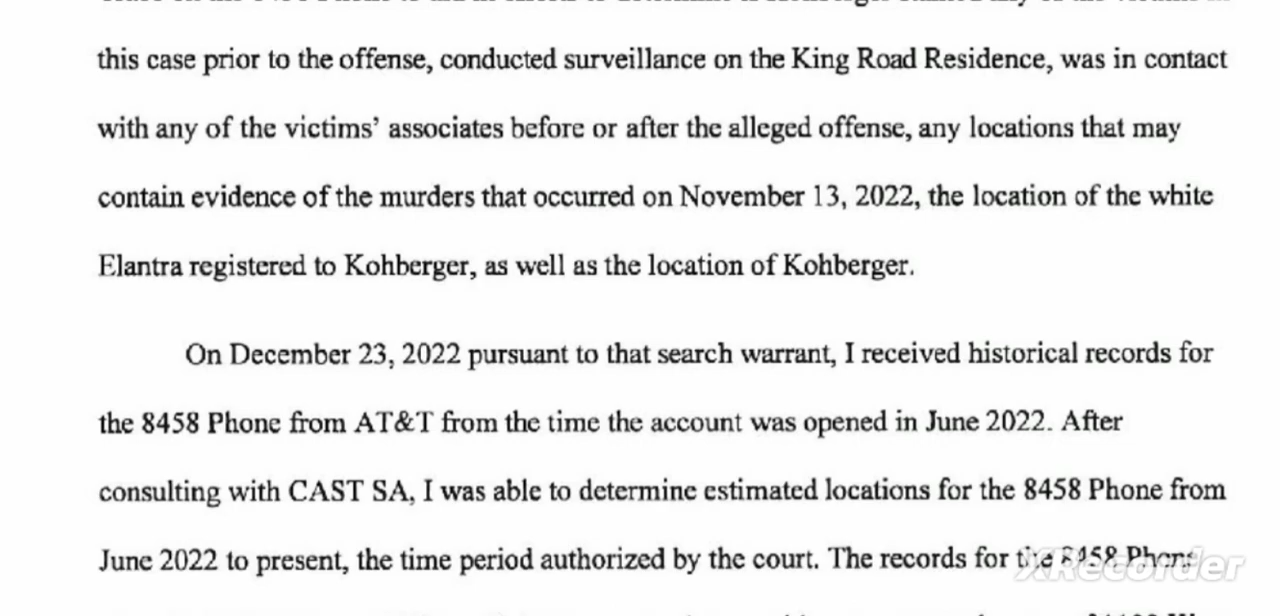 this case prior to the offense, conducted surveillance on the King Road Residence, was in contact
with any of the victims' associates before or after the alleged offense, any locations that may
contain evidence of the murders that occurred on November 13, 2022, the location of the white
Elantra registered to Kohberger, as well as the location of Kohberger.
On December 23, 2022 pursuant to that search warrant, I received historical records for
the 8458 Phone from AT&T from the time the account was opened in June 2022. After
consulting with CAST SA, I was able to determine estimated locations for the 8458 Phone from
June 2022 to present, the time period authorized by the court. The records for the 8458 Phone
XRecorder